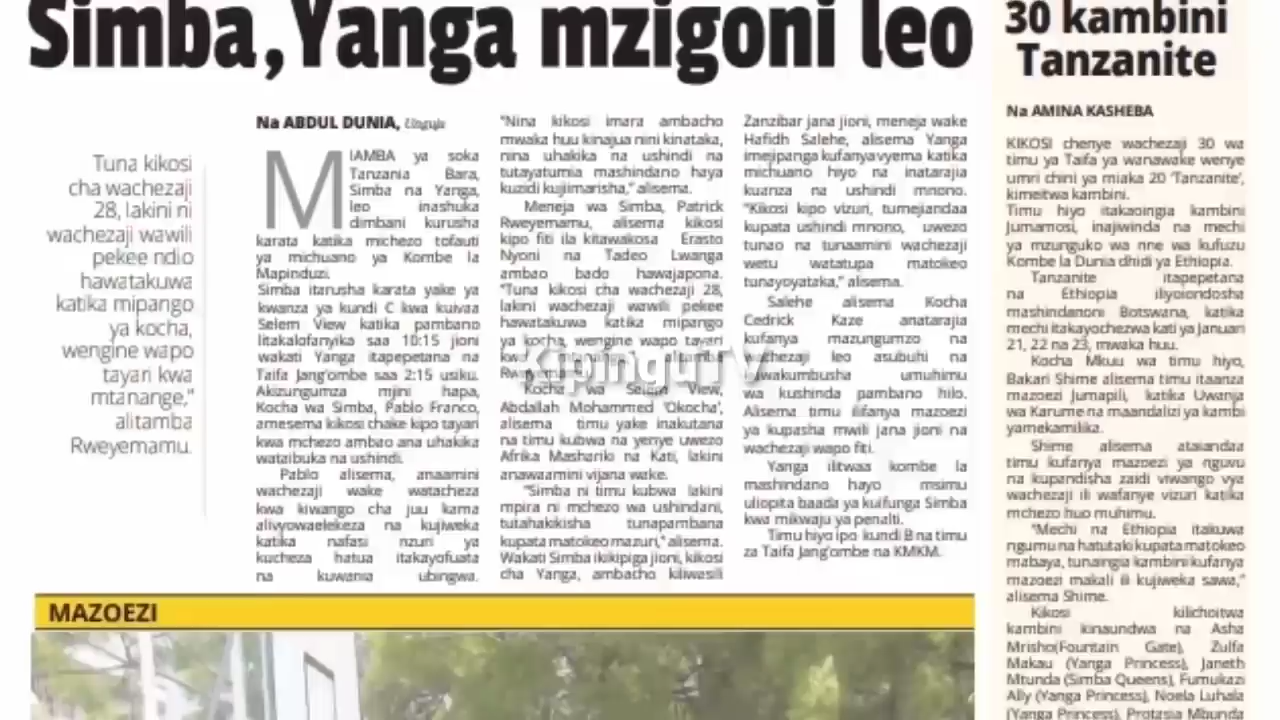 Simba,Yanga mzigoni leo
Tuna kikosi
cha wachezaji
28, lakini ni
wachezaji wawili
pekee ndio
hawatakuwa
katika mipango
ya kocha,
wengine wapo
tayari kwa
mtanange,"
alitamba
Rweyemamu.
Na ABDUL DUNIA, Unguja
MIAMBA ya soka
Tanzania Bara,
Simba na Yanga,
leo inashuka
dimbani kurusha
karata katika michezo tofauti
ya michuano ya Kombe la
Mapinduzi.
Simba itarusha karata yake ya
kwanza ya kundi C kwa kuivaa
Selem View katika pambano
litakalofanyika saa 10:15 jioni
wakati Yanga itapepetana na
Taifa Jang'ombe saa 2:15 usiku.
Akizungumza mjini hapa,
Kocha wa Simba, Pablo Franco,
amesema kikosi chake kipo tayari
kwa mchezo ambao ana uhakika
wataibuka na ushindi.
Pablo alisema, anaamini
wachezaji wake watacheza
kwa kiwango cha juu kama
alivyowaelekeza na kujiweka
katika nafasi nzuri ya
kucheza hatua itakayofuata
na kuwania ubingwa.
"Nina kikosi imara ambacho
mwaka huu kinajua nini kinataka,
nina uhakika na ushindi na
tutayatumia mashindano haya
kuzidi kujiimarisha," alisema.
Meneja wa Simba, Patrick
Rweyemamu, alisema kikosi
kipo fiti ila kitawakosa Erasto
Nyoni na Tadeo Lwanga
ambao bado hawajapona.
"Tuna kikosi cha wachezaji 28,
lakini wachezaji wawili pekee
hawatakuwa katika mipango
ya kocha, wengine wapo tayari
Kocha wa Selem View,
Abdallah Mohammed 'Okocha',
alisema timu yake inakutana
na timu kubwa na yenye uwezo
Afrika Mashariki na Kati, lakini
anawaamini vijana wake.
"Simba ni timu kubwa lakini
mpira ni mchezo wa ushindani,
tutahakikisha tunapambana
kupata matokeo mazuri," alisema.
Wakati Simba ikikipiga jioni, kikosi
cha Yanga, ambacho kiliwasili
Zanzibar jana jioni, meneja wake
Hafidh Salehe, alisema Yanga
imejipanga kufanya vyema katika
michuano hiyo na inatarajia
kuanza na ushindi mnono.
"Kikosi kipo vizuri, tumejiandaa
kupata ushindi mnono, uwezo
tunao na tunaamini wachezaji
wetu watatupa matokeo
tunayoyataka," alisema.
Salehe alisema Kocha
Cedrick Kaze anatarajia
kufanya mazungumzo na
leo asubuhi na
kuwakumbusha umuhimu
wa kushinda pambano hilo.
Alisema timu ilifanya mazoezi
ya kupasha mwili jana jioni na
wachezaji wapo fiti.
Yanga ilitwaa kombe la
mashindano hayo msimu
uliopita baada ya kuifunga Simba
kwa mikwaju ya penalti.
Timu hiyo ipo kundi B na timu
za Taifa Jang'ombe na KMKM.
KipinguTV
MAZOEZI
30 kambini
Tanzanite
Na AMINA KASHEBA
KIKOSI chenye wachezaji 30 wa
timu ya Taifa ya wanawake wenye
umri chini ya miaka 20 'Tanzanite',
kimeitwa kambini.
Timu hiyo itakaoingia kambini
Jumamosi, inajiwinda na mechi
ya mzunguko wa nne wa kufuzu
Kombe la Dunia dhidi ya Ethiopia.
Tanzanite itapepetana
na Ethiopia iliyoiondosha
mashindanoni Botswana, katika
mechi itakayochezwa kati ya Januari
21, 22 na 23, mwaka huu.
Kocha Mkuu wa timu hiyo,
Bakari Shime alisema timu itaanza
mazoezi Jumapili, katika Uwanja
wa Karume na maandalizi ya kambi
yamekamilika.
Shime alisema ataiandaa
timu kufanya mazoezi ya nguvu
na kupandisha zaidi viwango vya
wachezaji ili wafanye vizuri katika
mchezo huo muhimu.
"Mechi na Ethiopia itakuwa
ngumu na hatutaki kupata matokeo
mabaya, tunaingia kambini kufanya
mazoezi makali ili kujiweka sawa,"
alisema Shime.
Kikosi kilichoitwa
kambini kinaundwa na Asha
Mrisho(Fountain Gate), Zulfa
Makau (Yanga Princess), Janeth
Mtunda (Simba Queens), Fumukazi
Ally (Yanga Princess), Noela Luhala
(Yanga Princess), Protasia Mbunda